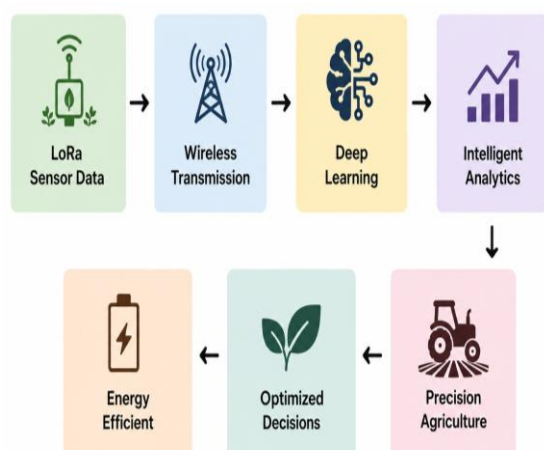 LoRa
Sensor Data
Wireless
Transmission
Deep
Learning
Intelligent
Analytics
Precision
Agriculture
Optimized
Decisions
Energy
Efficient